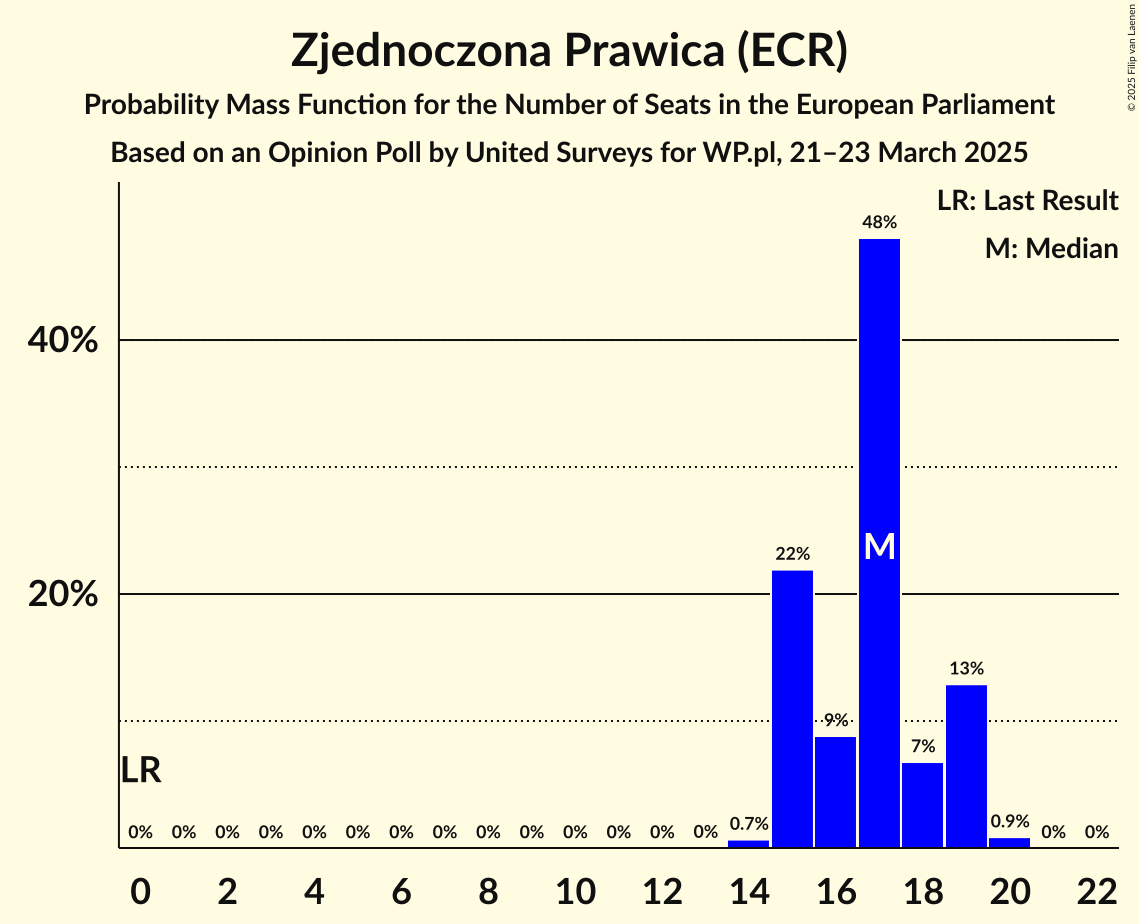 Zjednoczona Prawica (ECR)
Probability Mass Function for the Number of Seats in the European Parliament
Based on an Opinion Poll by United Surveys for WP.pl, 21–23 March 2025
© 2025 Filip van Laenen
LR: Last Result
M: Median
48%
40%
M
22%
20%
13%
9%
7%
LR
0% 0% 0% 0% 0% 0% 0% 0% 0% 0% 0% 0% 0% 0% 0.7% 0.9% 0% 0%
0 2 4 6 8 10 12 14 16 18 20 22